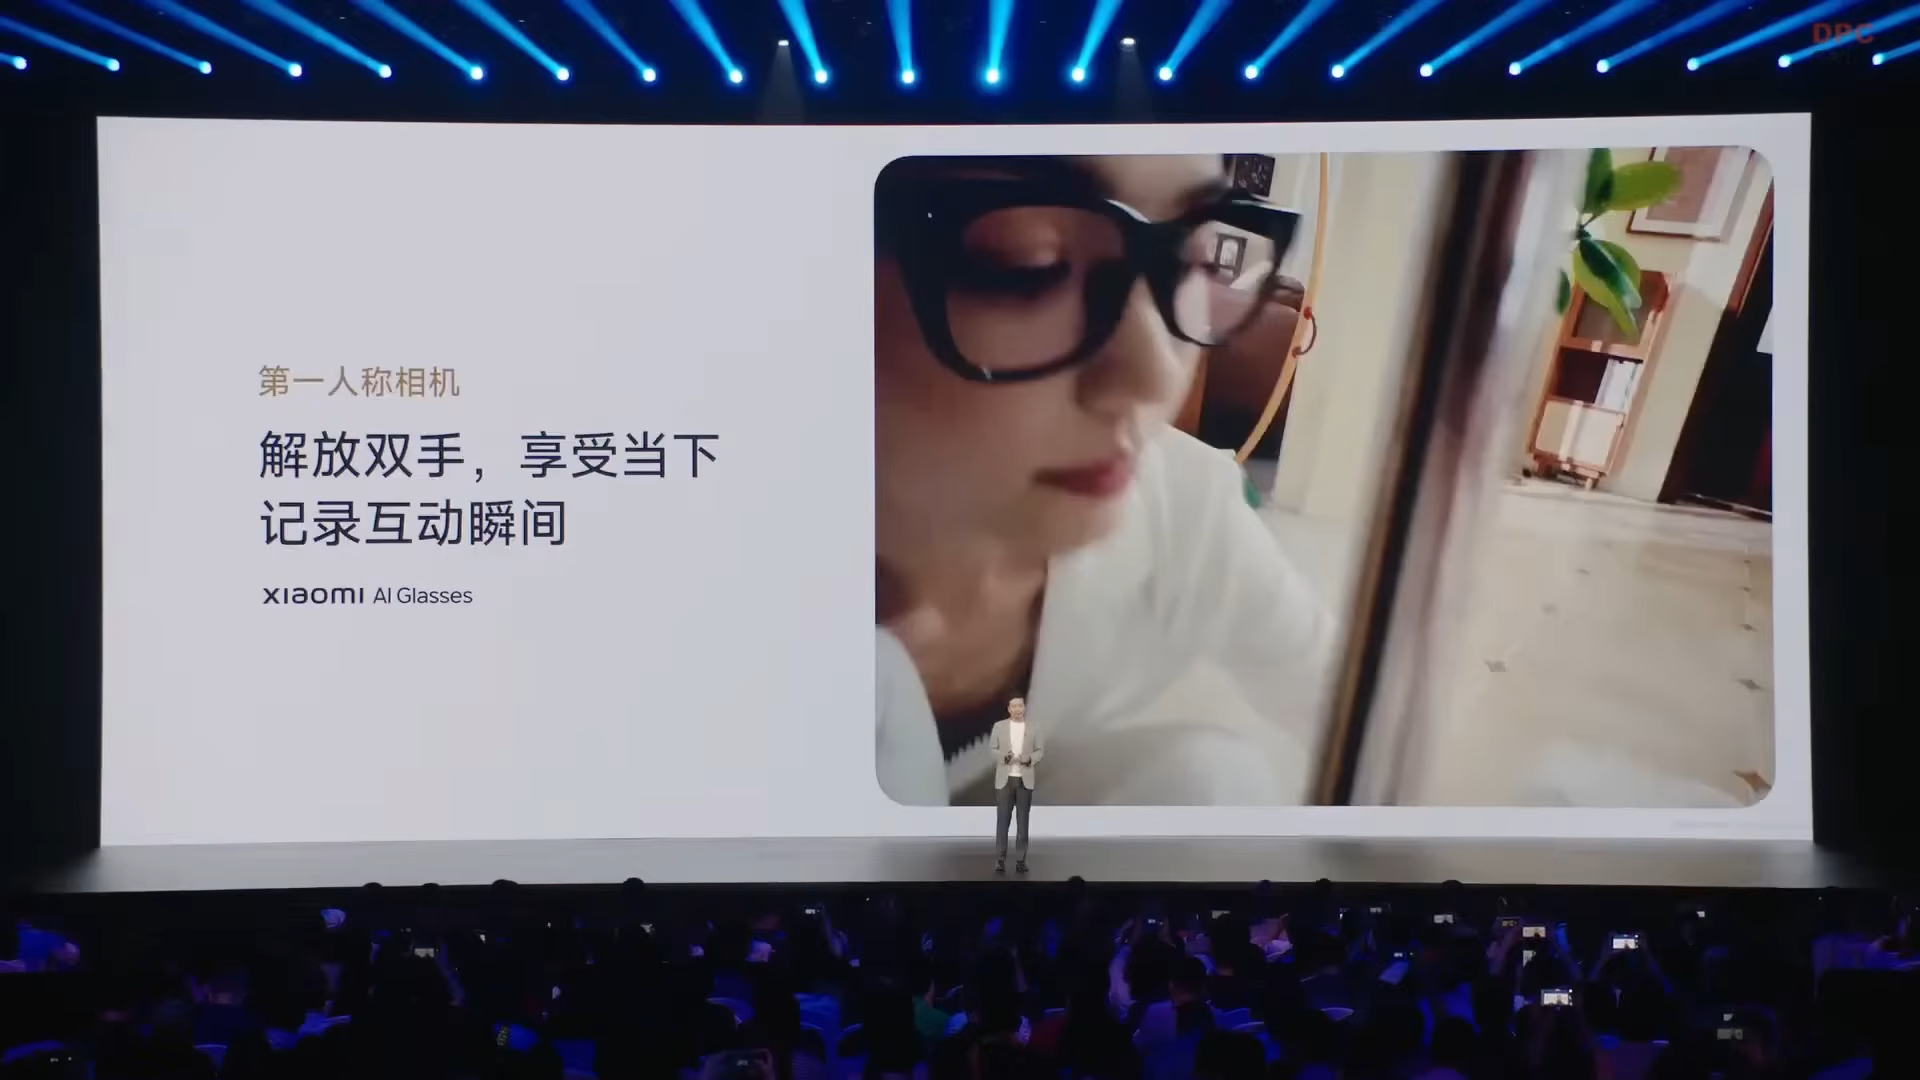 DPC
第一人称相机
解放双手，享受当下
记录互动瞬间
xiaomi AI Glasses